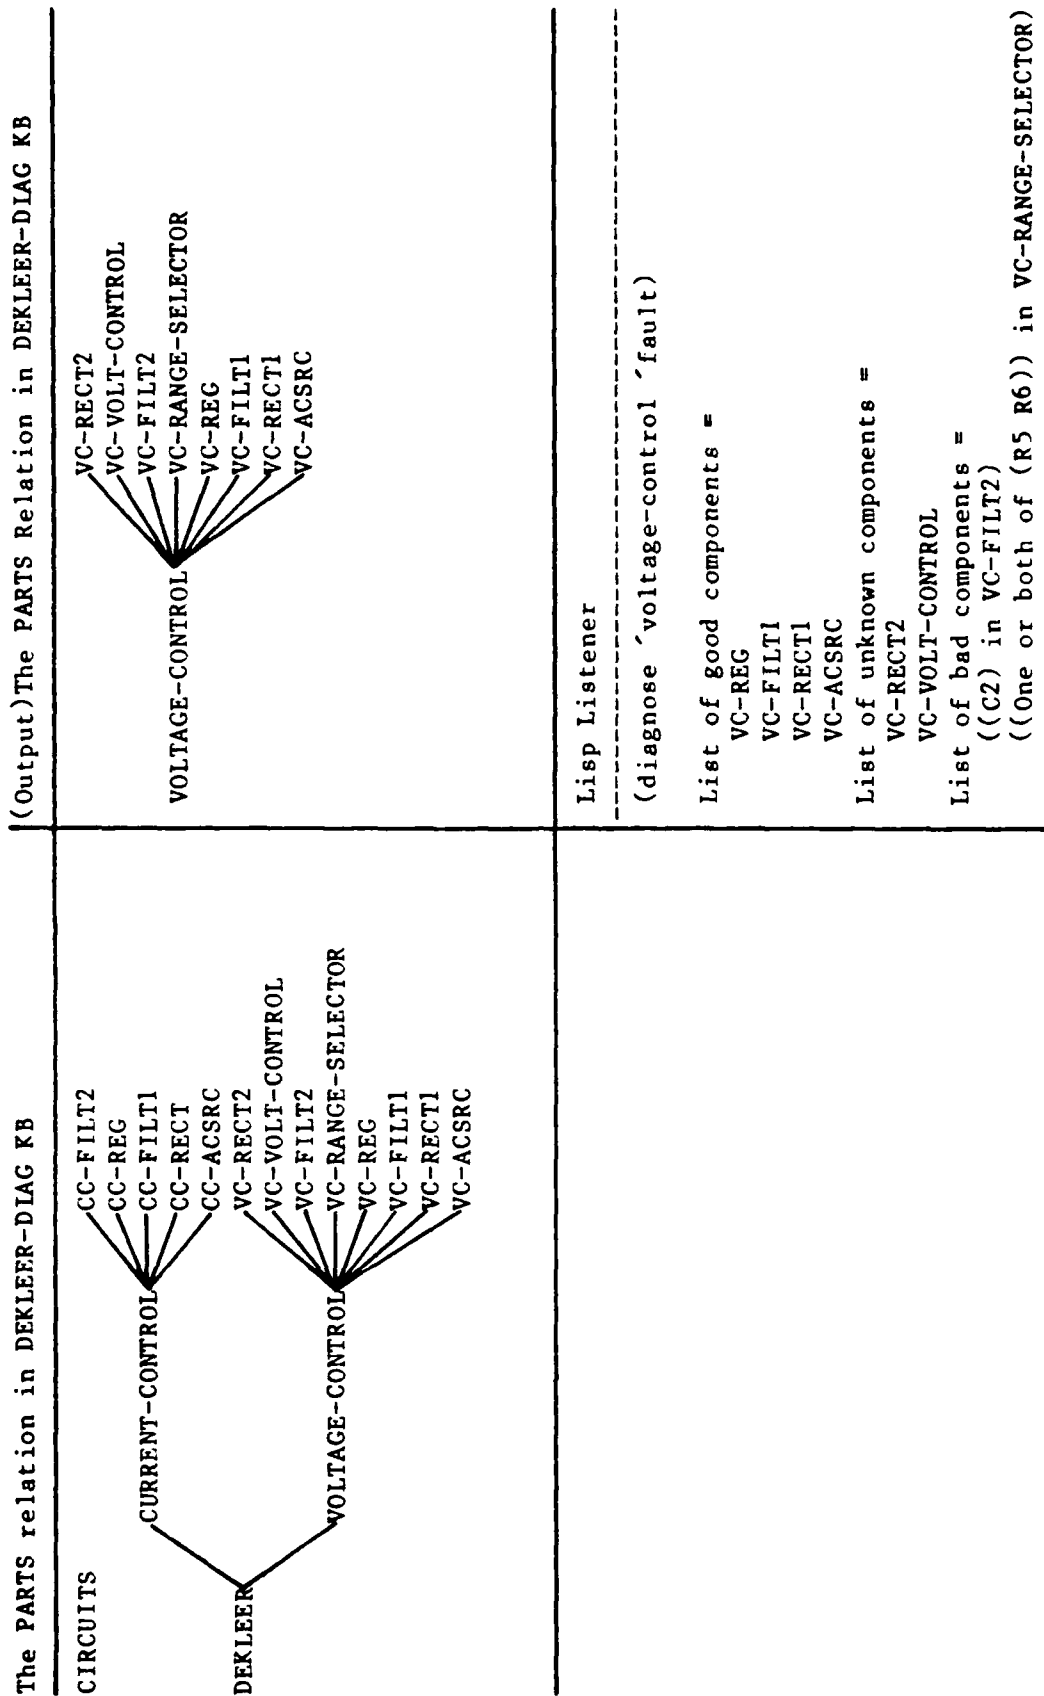 The PARTS relation in DEKLEER-DIAG KB
CIRCUITS
DEKLEER
CURRENT-CONTROL
CC-FILT2
CC-REG
CC-FILT1
CC-RECT
CC-ACSRC
VOLTAGE-CONTROL
VC-RECT2
VC-VOLT-CONTROL
VC-FILT2
VC-RANGE-SELECTOR
VC-REG
VC-FILT1
VC-RECT1
VC-ACSRC
(Output)The PARTS Relation in DEKLEER-DIAG KB
VOLTAGE-CONTROL
VC-RECT2
VC-VOLT-CONTROL
VC-FILT2
VC-RANGE-SELECTOR
VC-REG
VC-FILT1
VC-RECT1
VC-ACSRC
Lisp Listener
(diagnose ´voltage-control ´fault)
List of good components =
VC-REG
VC-FILT1
VC-RECT1
VC-ACSRC
List of unknown components =
VC-RECT2
VC-VOLT-CONTROL
List of bad components =
((C2) in VC-FILT2)
((One or both of (R5 R6)) in VC-RANGE-SELECTOR)